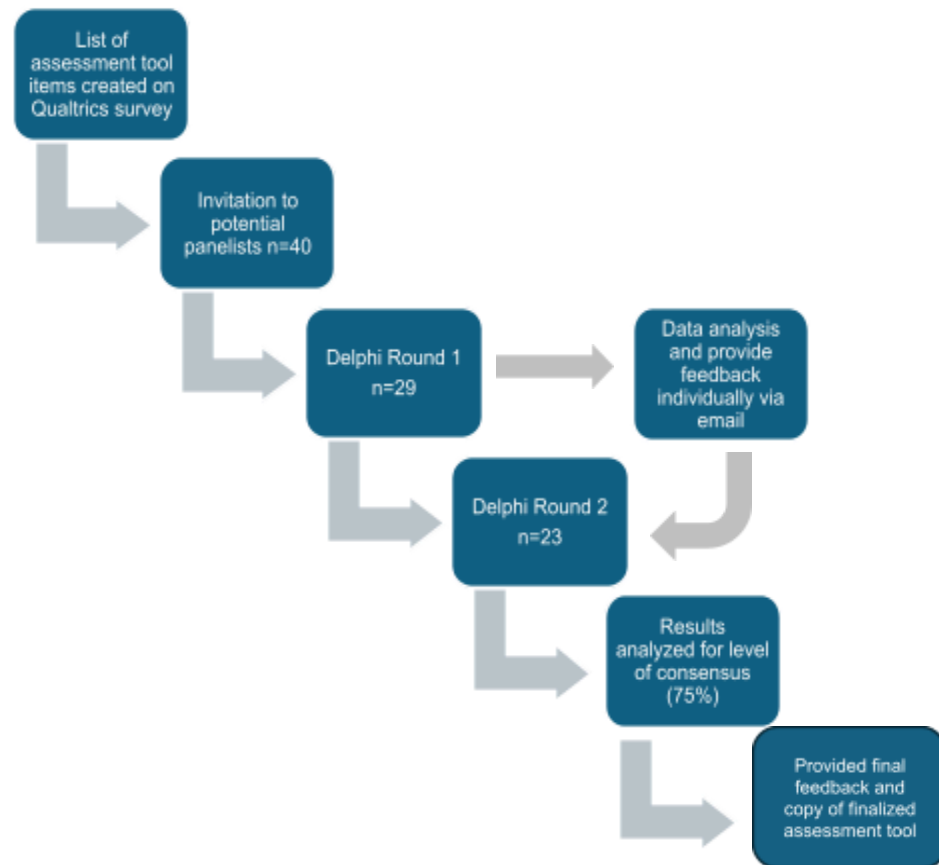 List of
assessment tool
items created on
Qualtrics survey
Invitation to
potential
panelists n=40
Delphi Round 1
n=29
Data analysis
and provide
feedback
individually via
email
Delphi Round 2
n=23
Results
analyzed for level
of consensus
(75%)
Provided final
feedback and
copy of finalized
assessment tool